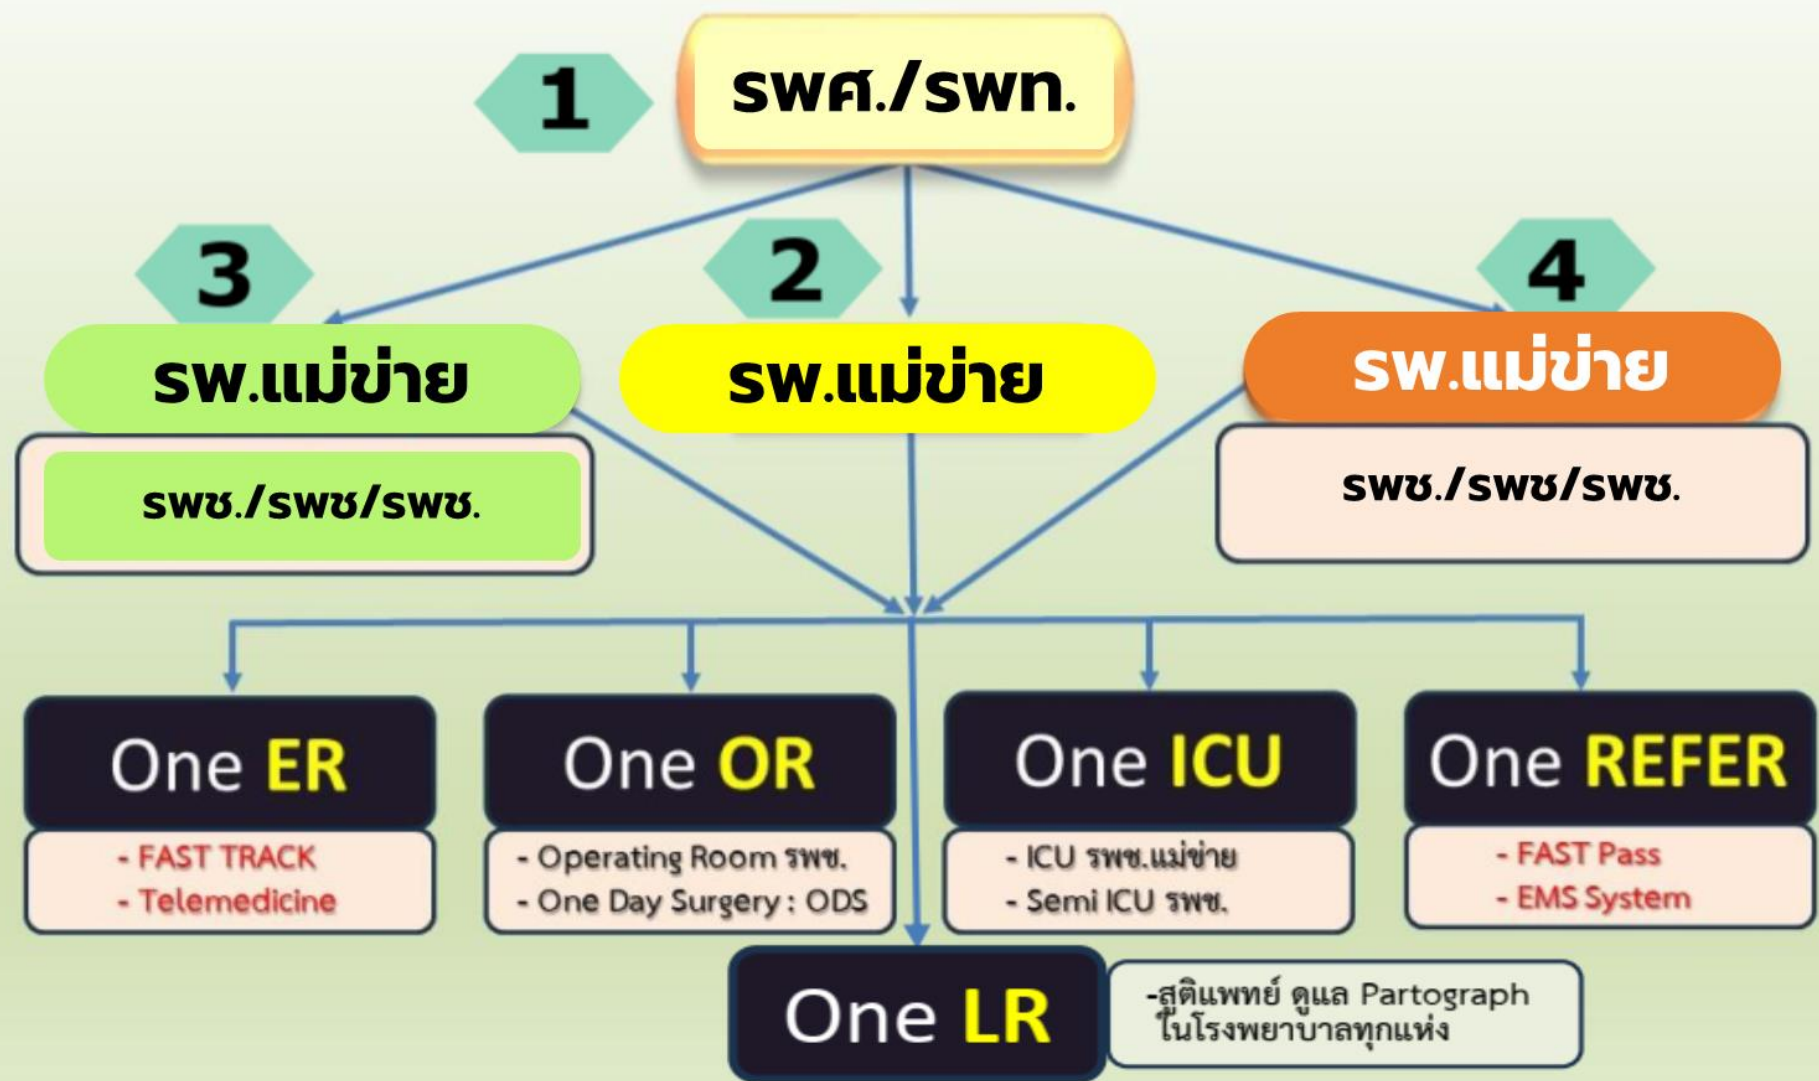 1
รพศ./รพท.
3
2
4
รพ.แม่ข่าย
รพ.แม่ข่าย
รพ.แม่ข่าย
รพช./รพช/รพช.
รพช./รพช/รพช.
One ER
- FAST TRACK
- Telemedicine
One OR
- Operating Room รพช.
- One Day Surgery : ODS
One ICU
- ICU รพช.แม่ข่าย
- Semi ICU รพช.
One REFER
- FAST Pass
- EMS System
One LR
-สูติแพทย์ ดูแล Partograph
ในโรงพยาบาลทุกแห่ง